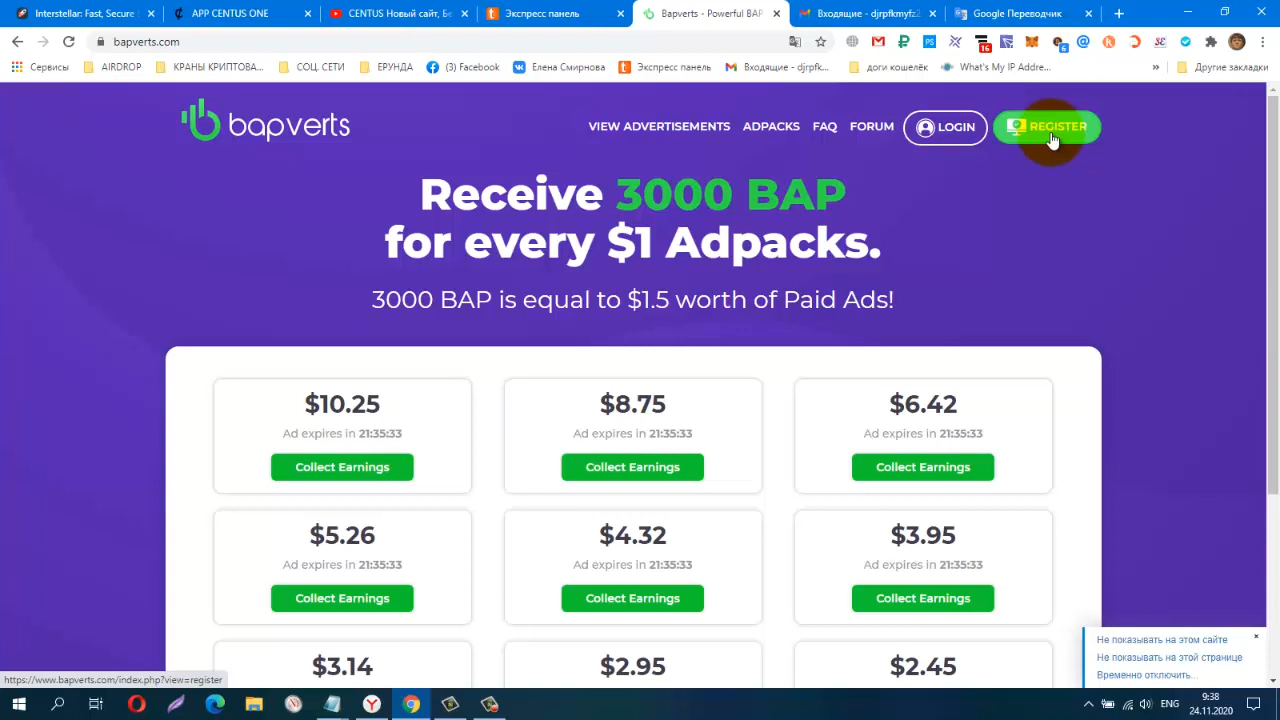 Interstellar: Fast, Secure
APP CENTUS ONE
CENTUS Новый сайт, Бе
Экспресс панель
Bapverts - Powerful BAP
Входящие - djrpfkmyfz2
Google Переводчик
bapverts.com
16
6
Сервисы
AIRDROP
КРАНЫ КРИПТОВА...
СОЦ. СЕТИ
ЕРУНДА
(3) Facebook
Елена Смирнова
Экспресс панель
Входящие - djrpfk...
доги кошелёк
What's My IP Addre...
»
Другие закладки
bapverts
VIEW ADVERTISEMENTS
ADPACKS
FAQ
FORUM
LOGIN
REGISTER
Receive 3000 BAP
for every $1 Adpacks.
3000 BAP is equal to $1.5 worth of Paid Ads!
$10.25
$8.75
$6.42
Ad expires in 21:35:33
Ad expires in 21:35:33
Ad expires in 21:35:33
Collect Earnings
Collect Earnings
Collect Earnings
$5.26
$4.32
$3.95
Ad expires in 21:35:33
Ad expires in 21:35:33
Ad expires in 21:35:33
Collect Earnings
Collect Earnings
Collect Earnings
$3.14
$2.95
$2.45
Не показывать на этом сайте
Не показывать на этой странице
Временно отключить...
https://www.bapverts.com/index.php?view=register
9:38
24.11.2020